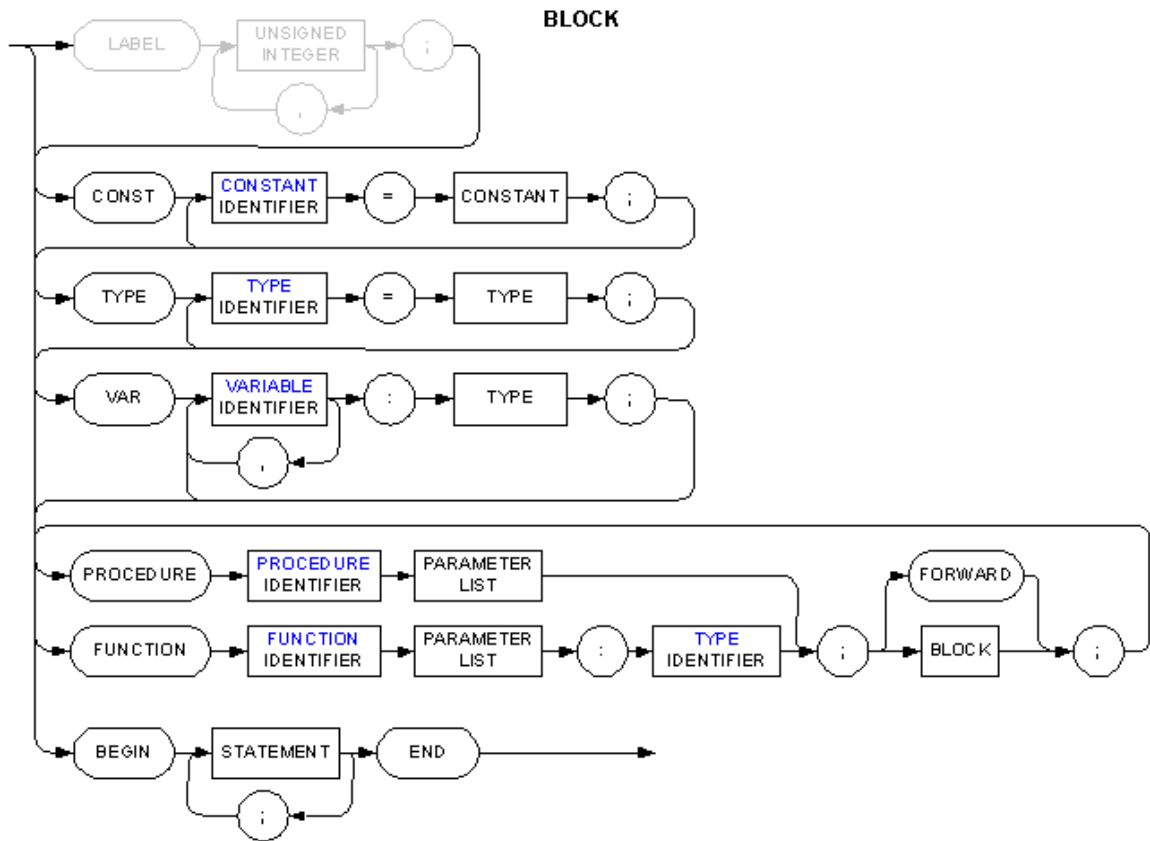 BLOCK
LABEL
UNSIGNED
INTEGER
;
,
CONST
CONSTANT
IDENTIFIER
=
CONSTANT
;
TYPE
TYPE
IDENTIFIER
=
TYPE
;
VAR
VARIABLE
IDENTIFIER
:
TYPE
;
,
PROCEDURE
PROCEDURE
IDENTIFIER
PARAMETER
LIST
FORWARD
FUNCTION
FUNCTION
IDENTIFIER
PARAMETER
LIST
:
TYPE
IDENTIFIER
;
BLOCK
;
BEGIN
STATEMENT
END
;